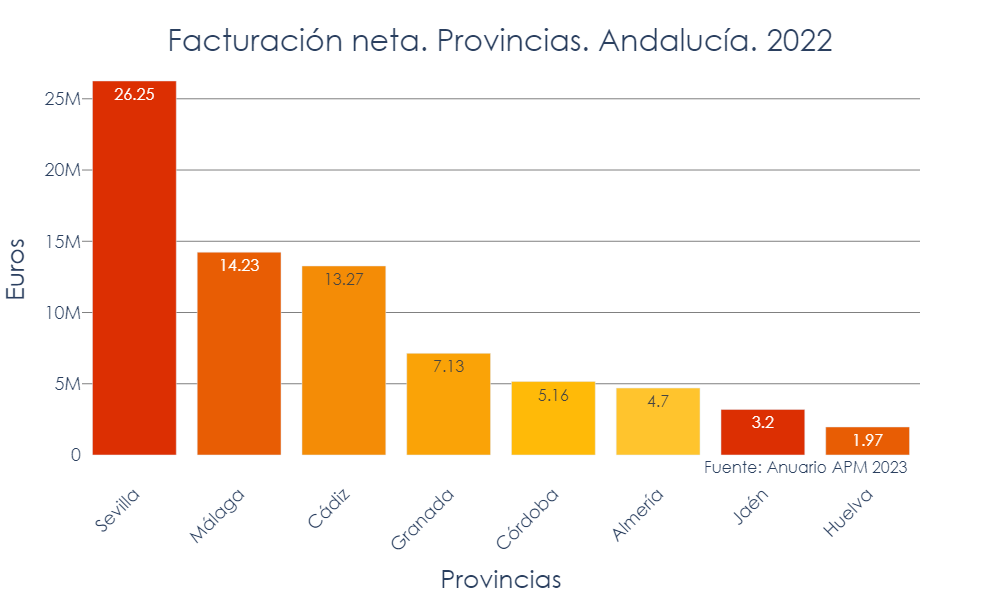 Facturación neta. Provincias. Andalucía. 2022
Euros
25M
20M
15M
10M
5M
0
26.25
14.23
13.27
7.13
5.16
4.7
3.2
1.97
Fuente: Anuario APM 2023
Sevilla
Málaga
Cádiz
Granada
Córdoba
Almería
Jaén
Huelva
Provincias